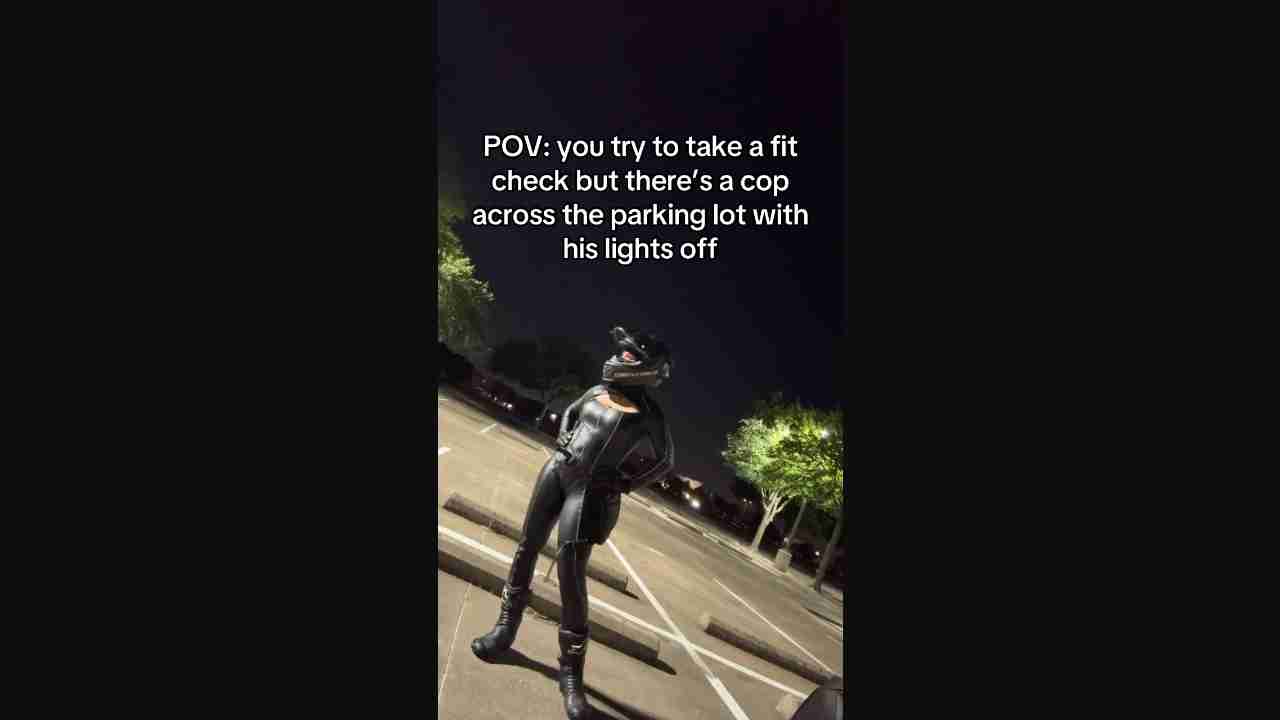 POV: you try to take a fit
check but there's a cop
across the parking lot with
his lights off